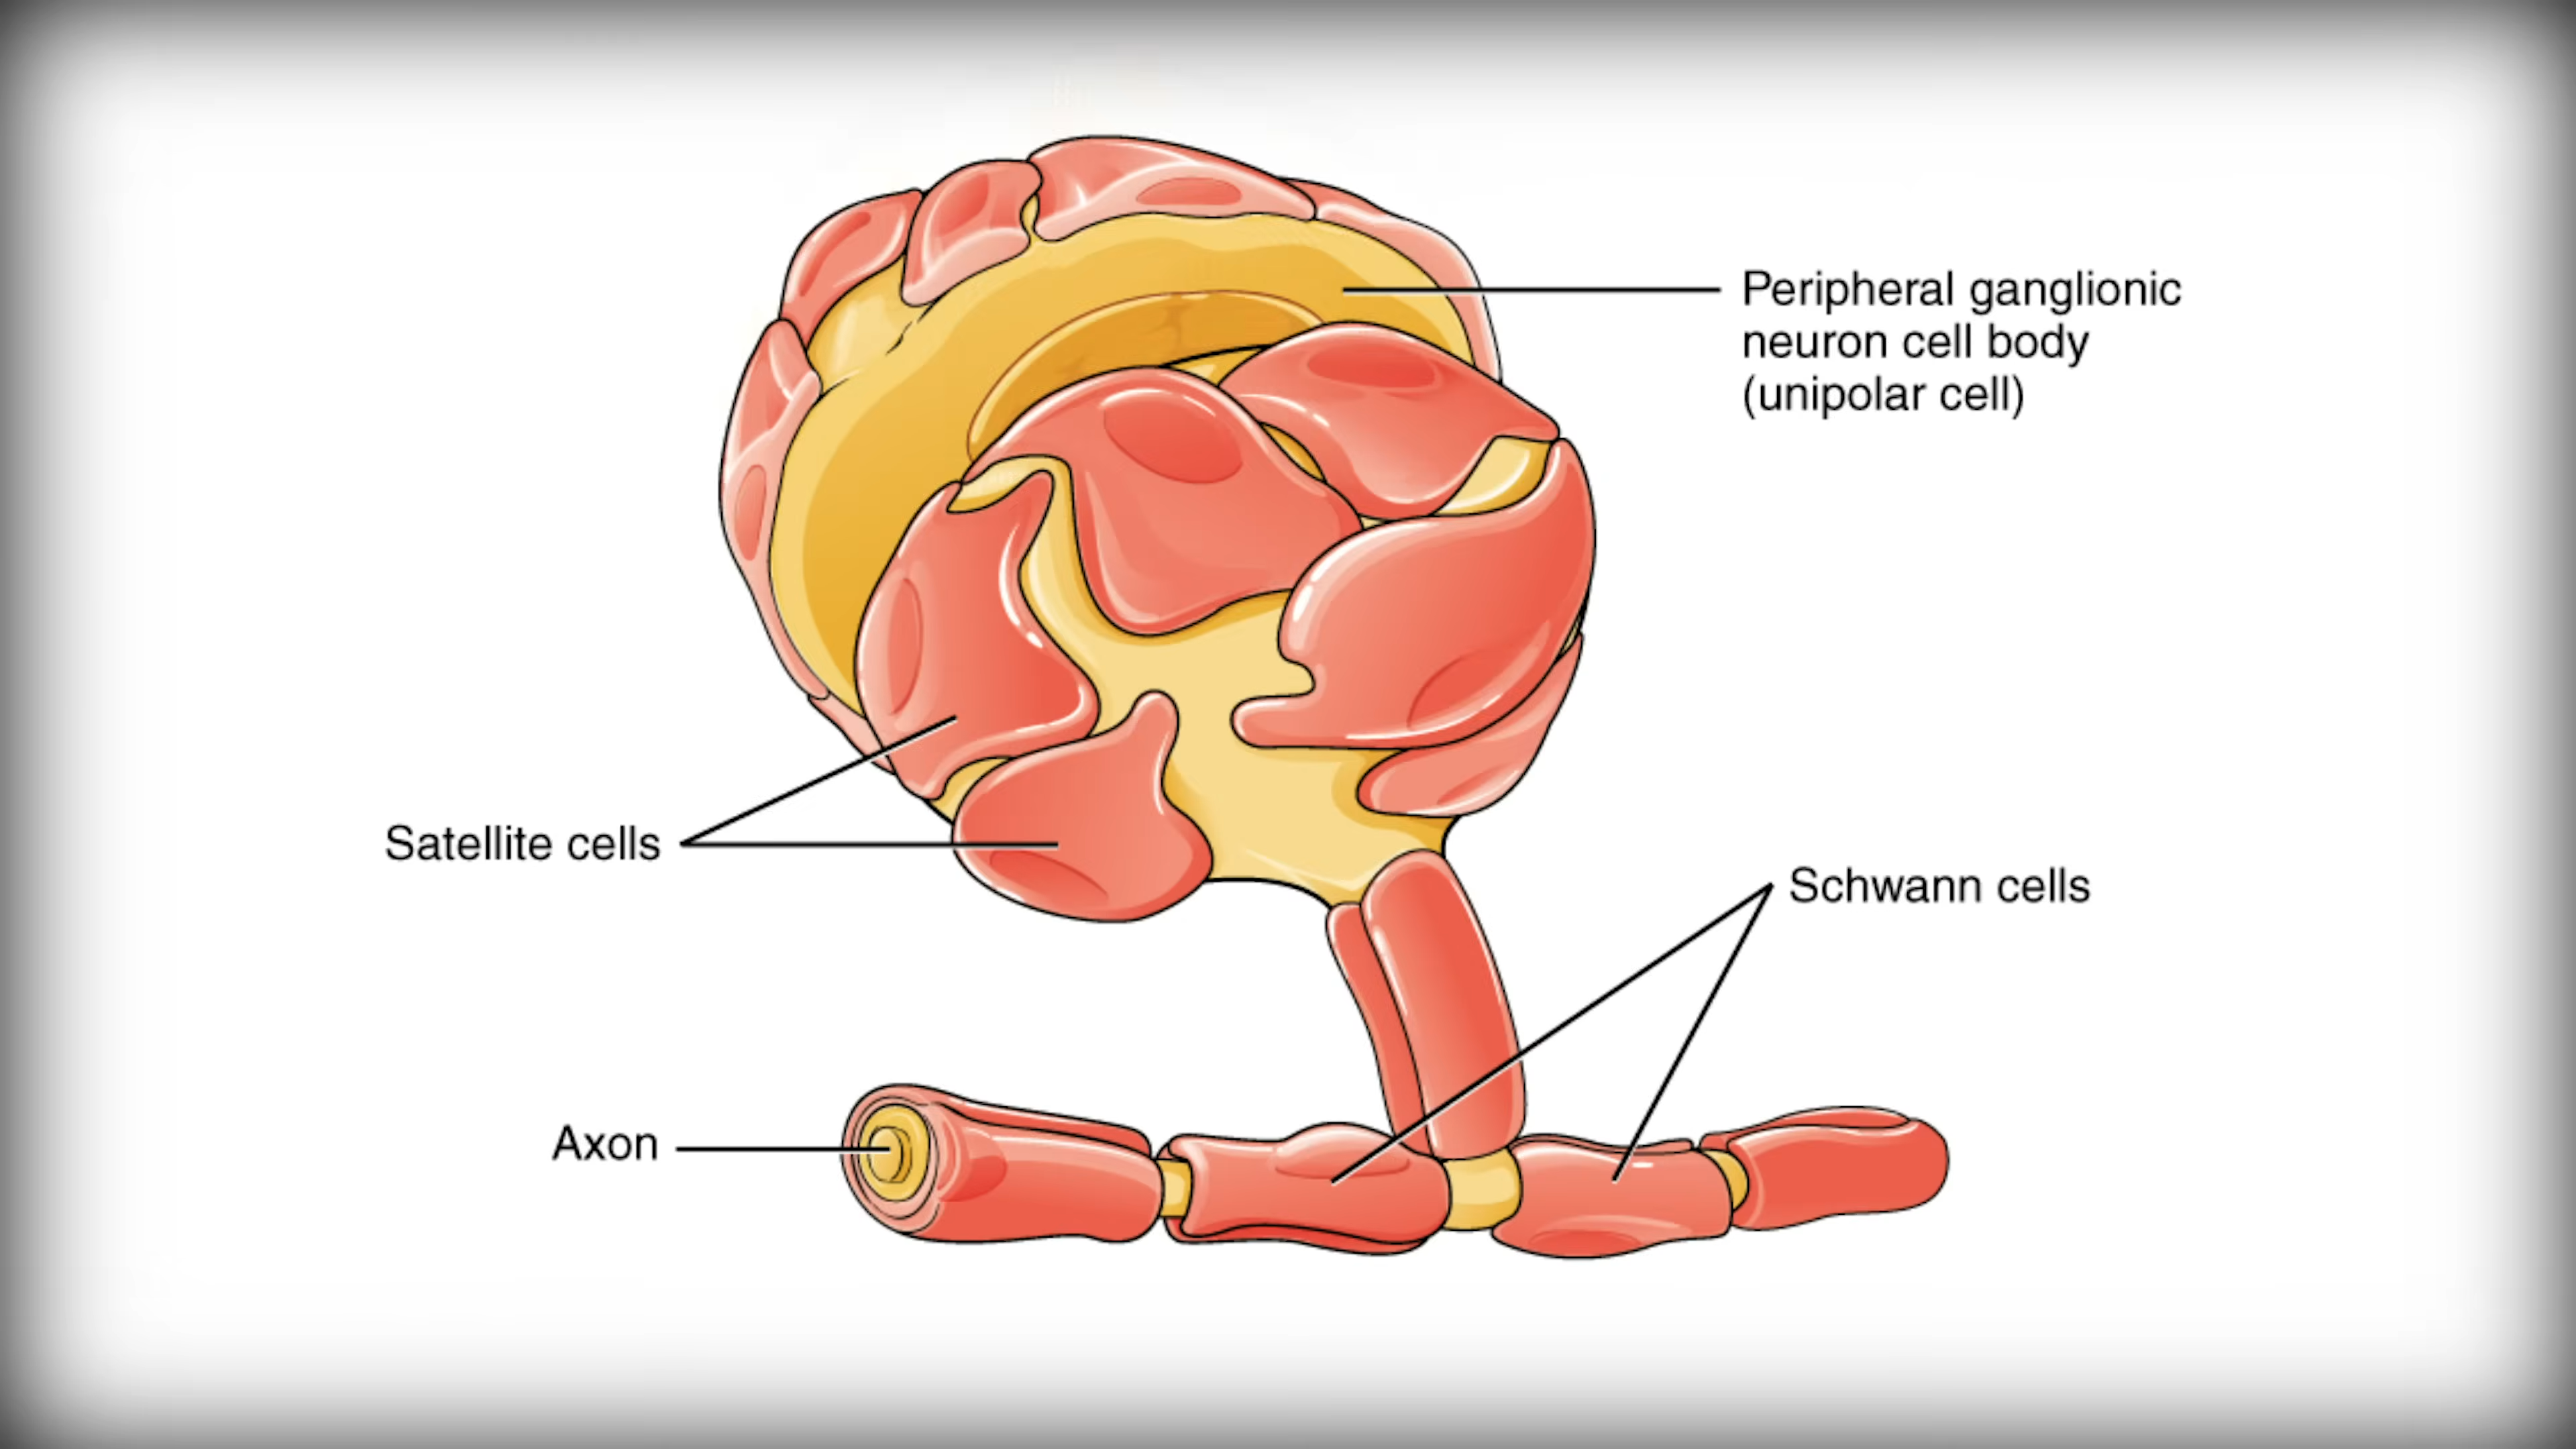 Peripheral ganglionic
neuron cell body
(unipolar cell)
Satellite cells
Schwann cells
Axon